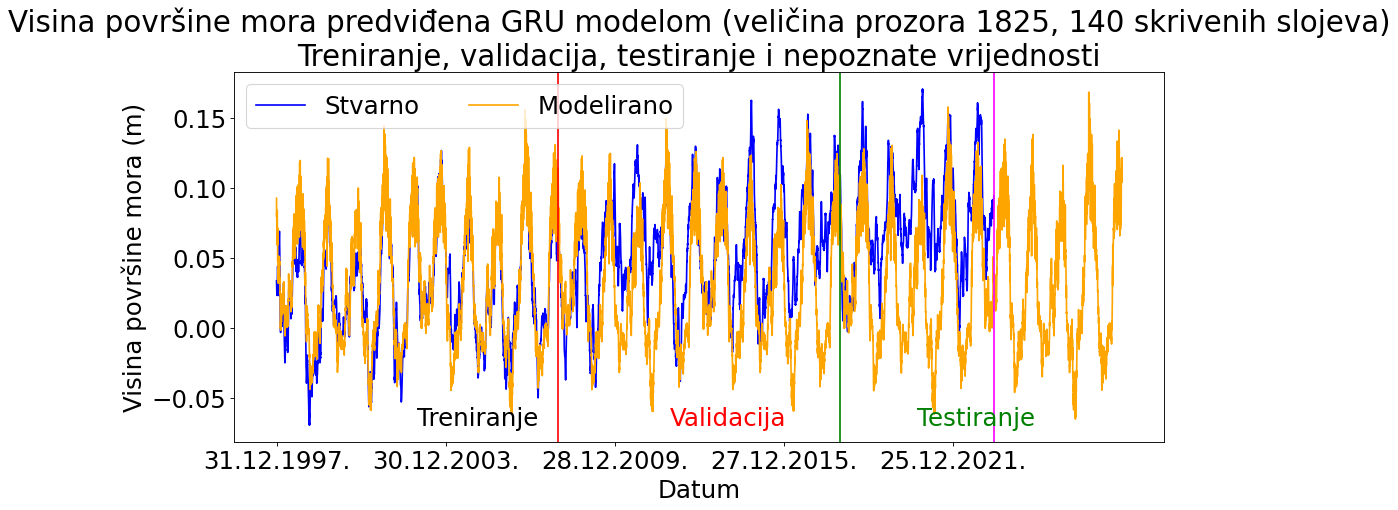 Visina površine mora predviđena GRU modelom (veličina prozora 1825, 140 skrivenih slojeva)
Treniranje, validacija, testiranje i nepoznate vrijednosti
Stvarno
Modelirano
Visina površine mora (m)
0.15
0.10
0.05
0.00
−0.05
Treniranje
Validacija
Testiranje
31.12.1997.
30.12.2003.
28.12.2009.
27.12.2015.
25.12.2021.
Datum